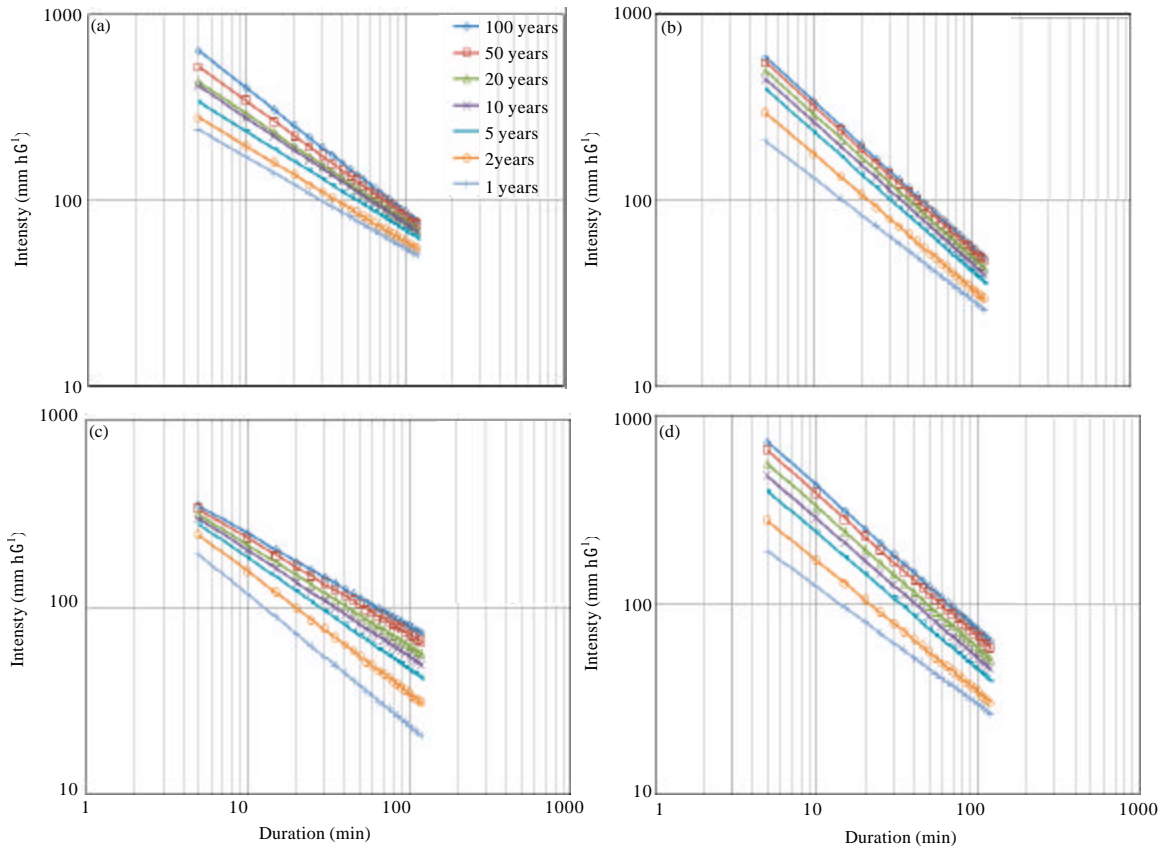 (a)
1000
100
10
Intensty (mm hG¹)
100 years
50 years
20 years
10 years
5 years
2years
1 years
(b)
1000
100
10
Intensty (mm hG¹)
(c)
1000
100
10
Intensty (mm hG¹)
1 10 100 1000
Duration (min)
(d)
1000
100
10
Intensty (mm hG¹)
1 10 100 1000
Duration (min)